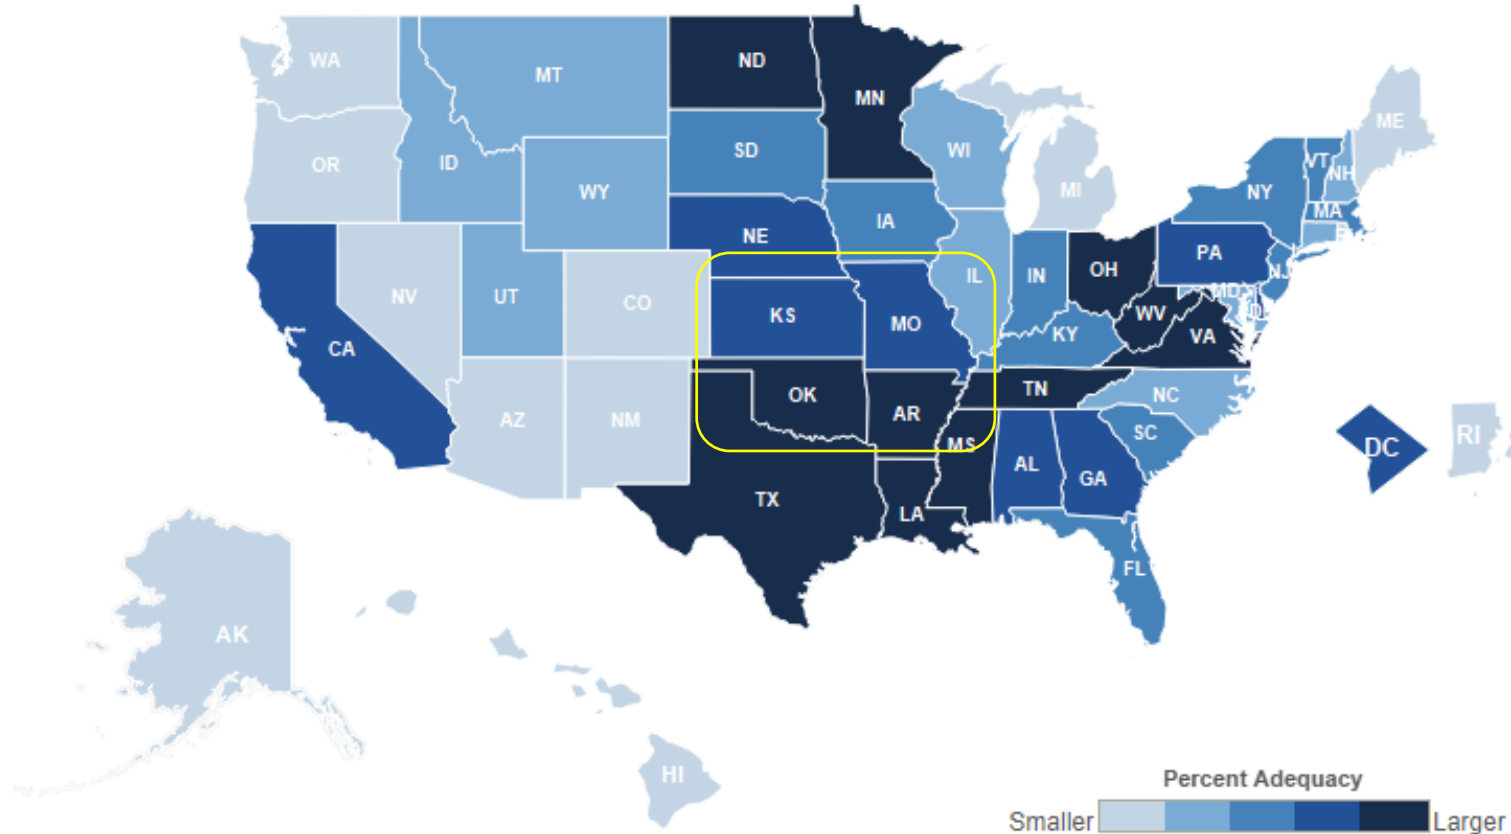 WA
MT
ND
MN
ME
OR
ID
SD
WI
MI
VT
NH
WY
NY
MA
NE
IA
PA
NV
UT
CO
KS
MO
IL
IN
OH
NJ
MD
WV
VA
KY
CA
AZ
NM
OK
AR
TN
NC
SC
MS
AL
GA
DC
RI
TX
LA
FL
AK
HI
Percent Adequacy
Smaller
Larger